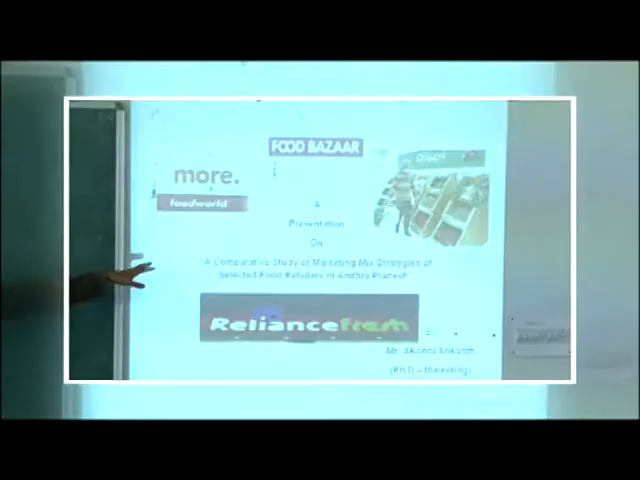 FOOD BAZAAR
more.
foodworld
A
Presentation
On
"A Comparative Study of Marketing Mix Strategies of
Selected Food Retailers in Andhra Pradesh"
Reliancefresh
Mr. Akondi Srikanth
(Ph.D – Marketing)